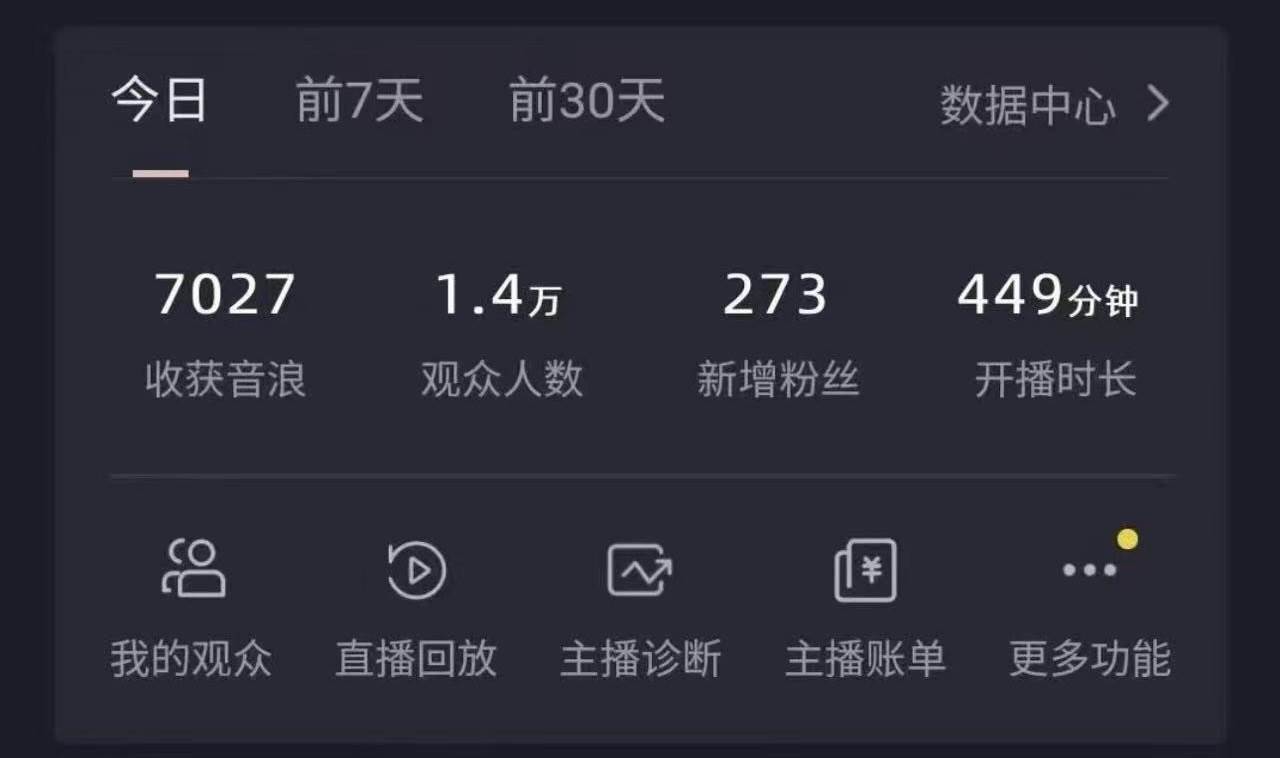 今日 前7天 前30天 数据中心
7027 1.4万 273 449分钟
收获音浪 观众人数 新增粉丝 开播时长
我的观众 直播回放 主播诊断 主播账单 更多功能